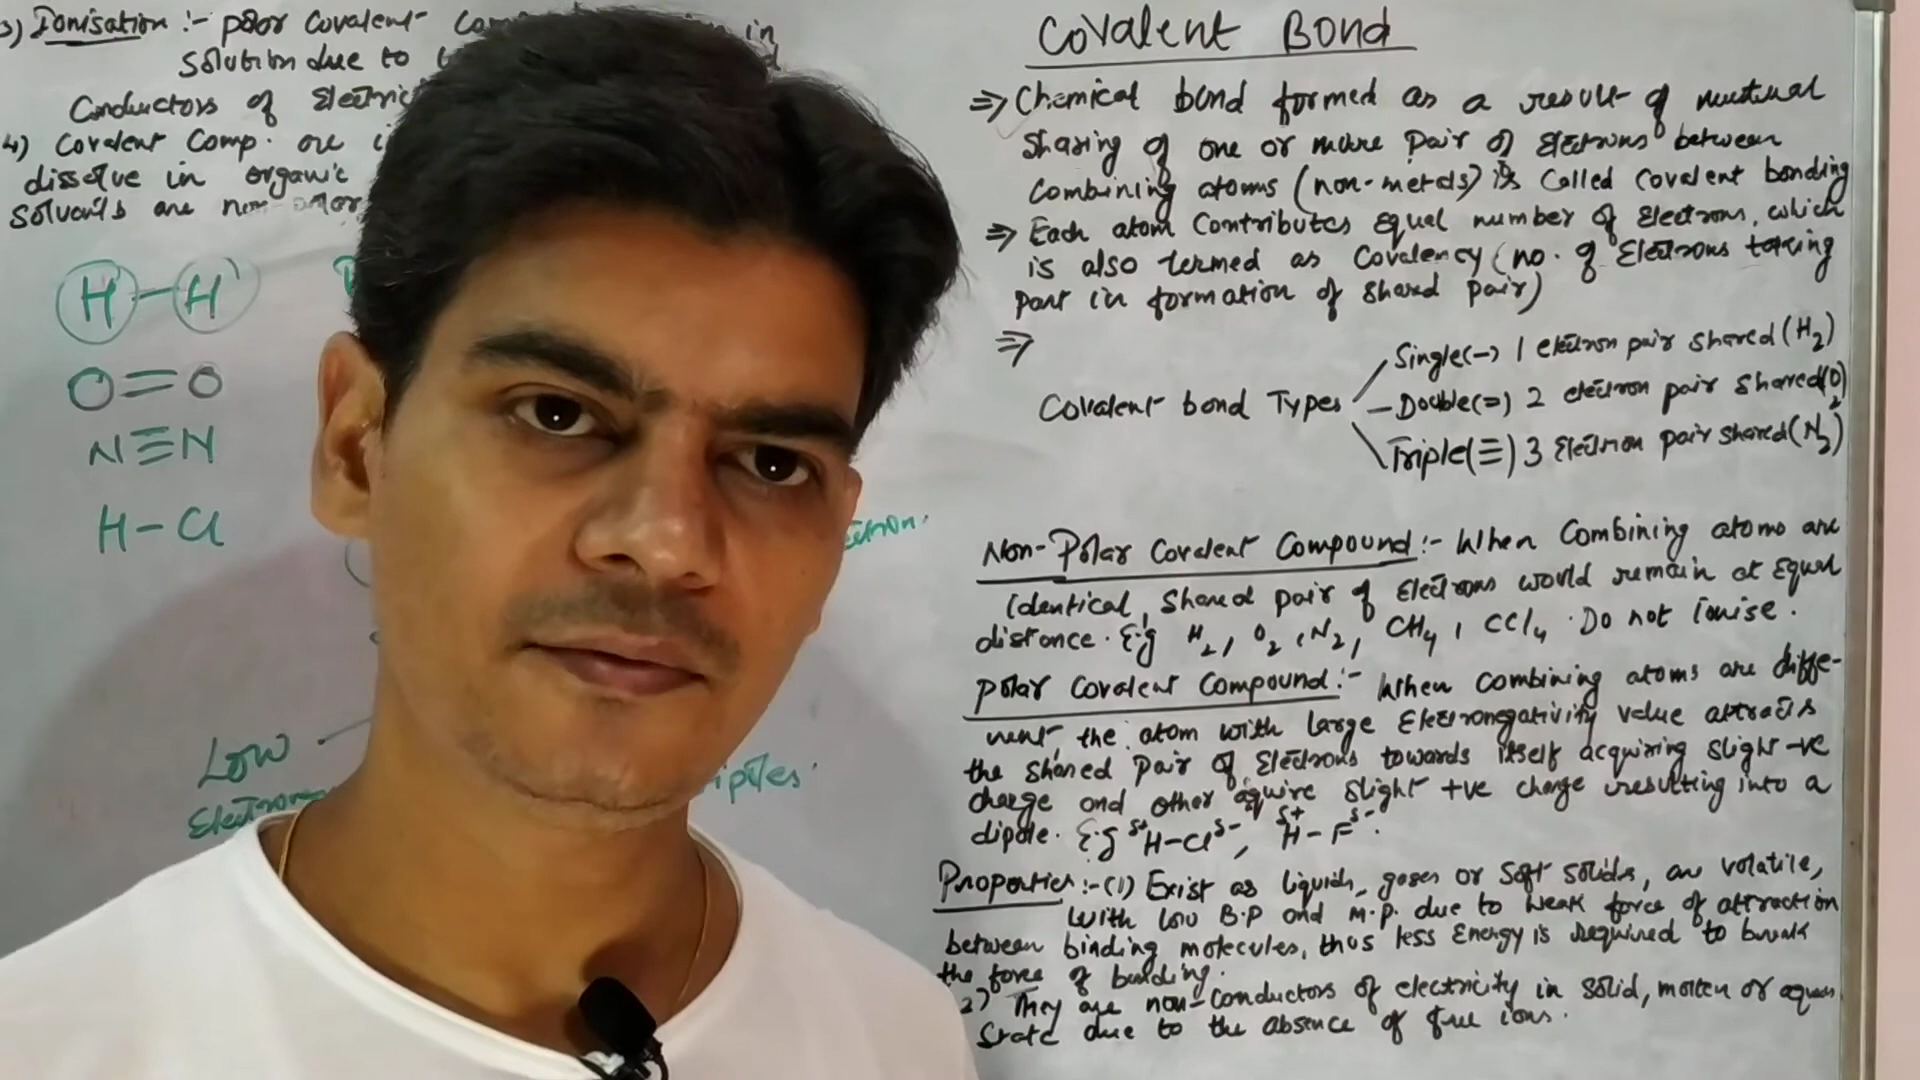 3) Ionisation :- polar covalent
in
solution due to
Conductors of Electric
4) Covalent Comp. are
dissolve in organic
Solvents are non polar
H-H
O=O
N≡N
H-Cl
Low
ectron.
iples.
Covalent Bond
⇒ Chemical bond formed as a result of mutual
sharing of one or more pair of Electrons between
combining atoms (non-metals) is called covalent bonding
⇒ Each atom contributes equal number of electrons, which
is also termed as Covalency (no. of Electrons taking
part in formation of shared pair)
⇒
Single(-) 1 electron pair shared (H2)
Covalent bond Types - Double(=) 2 electron pair shared(O2)
Triple(≡) 3 Electron pair shared (N2)
Non-Polar Covalent Compound:- When combining atoms are
identical, shared pair of Electrons would remain at equal
distance. E.g H2, O2, N2, CH4, CCl4. Do not ionise.
Polar Covalent Compound:- When combining atoms are diffe-
rent, the atom with large Electronegativity value attracts
the shared pair of Electrons towards itself acquiring slight -ve
charge and other aquire slight +ve charge resulting into a
dipole. E.g δ+H-Clδ-, δ+H-Fδ-.
Properties:-(1) Exist as liquids, gases or soft solids, are volatile,
with low B.P and M.P. due to weak force of attraction
between binding molecules, thus less Energy is required to break
the force of bonding.
2) They are non-conductors of electricity in solid, molten or aqueous
state due to the absence of free ions.